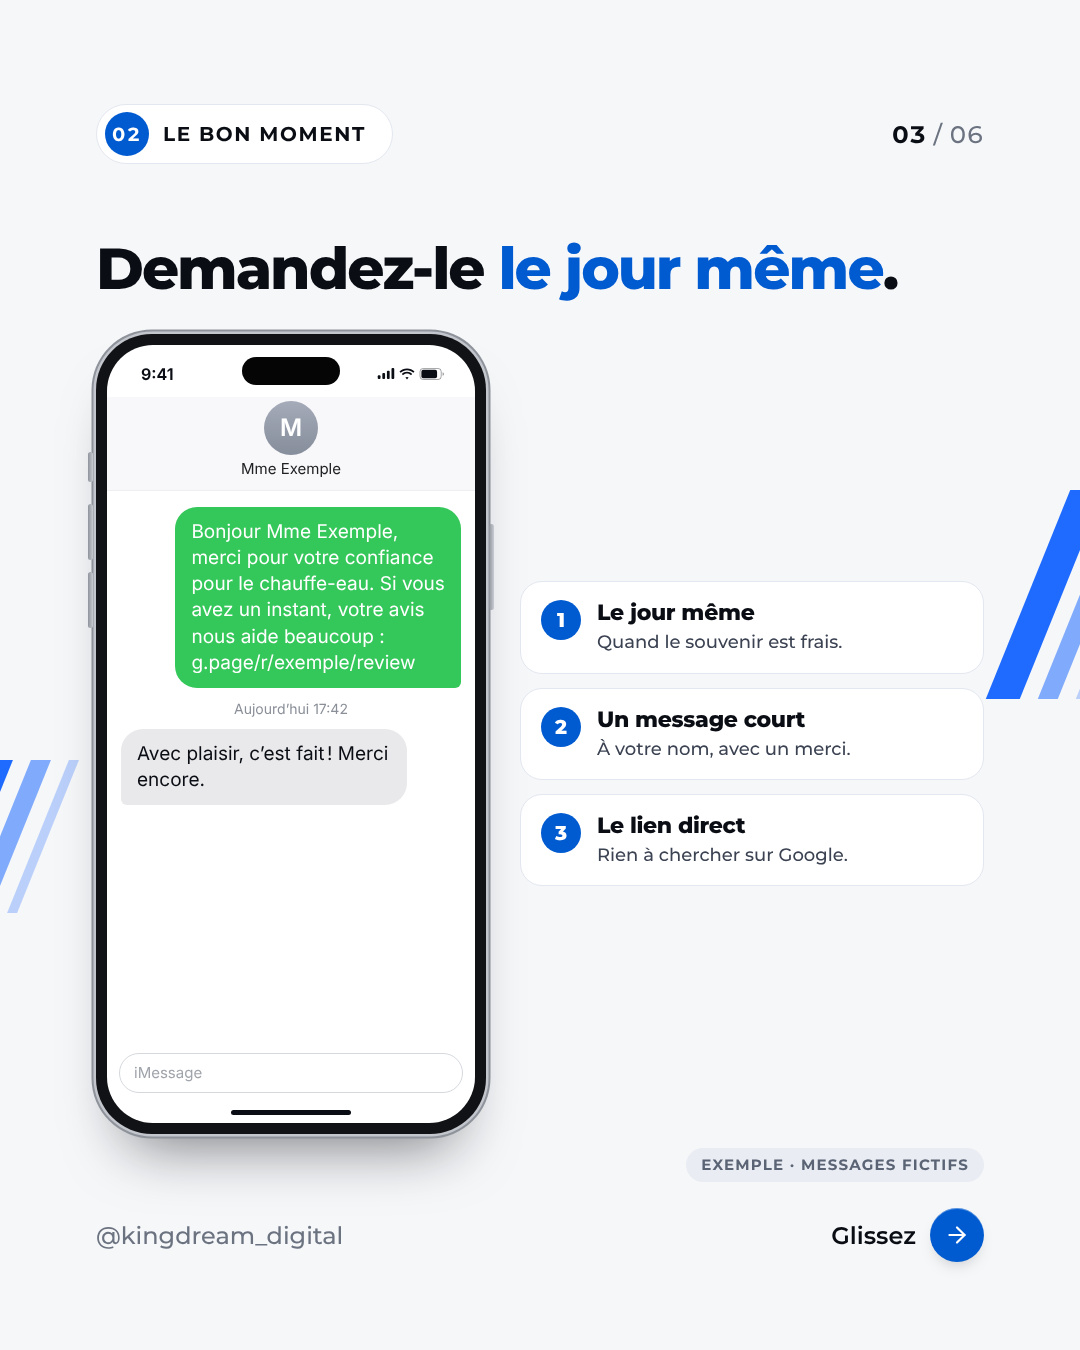 02 LE BON MOMENT
03 / 06
Demandez-le le jour même.
9:41
M
Mme Exemple
Bonjour Mme Exemple,
merci pour votre confiance
pour le chauffe-eau. Si vous
avez un instant, votre avis
nous aide beaucoup :
g.page/r/exemple/review
Aujourd’hui 17:42
Avec plaisir, c’est fait ! Merci
encore.
iMessage
1 Le jour même
Quand le souvenir est frais.
2 Un message court
À votre nom, avec un merci.
3 Le lien direct
Rien à chercher sur Google.
EXEMPLE · MESSAGES FICTIFS
@kingdream_digital
Glissez